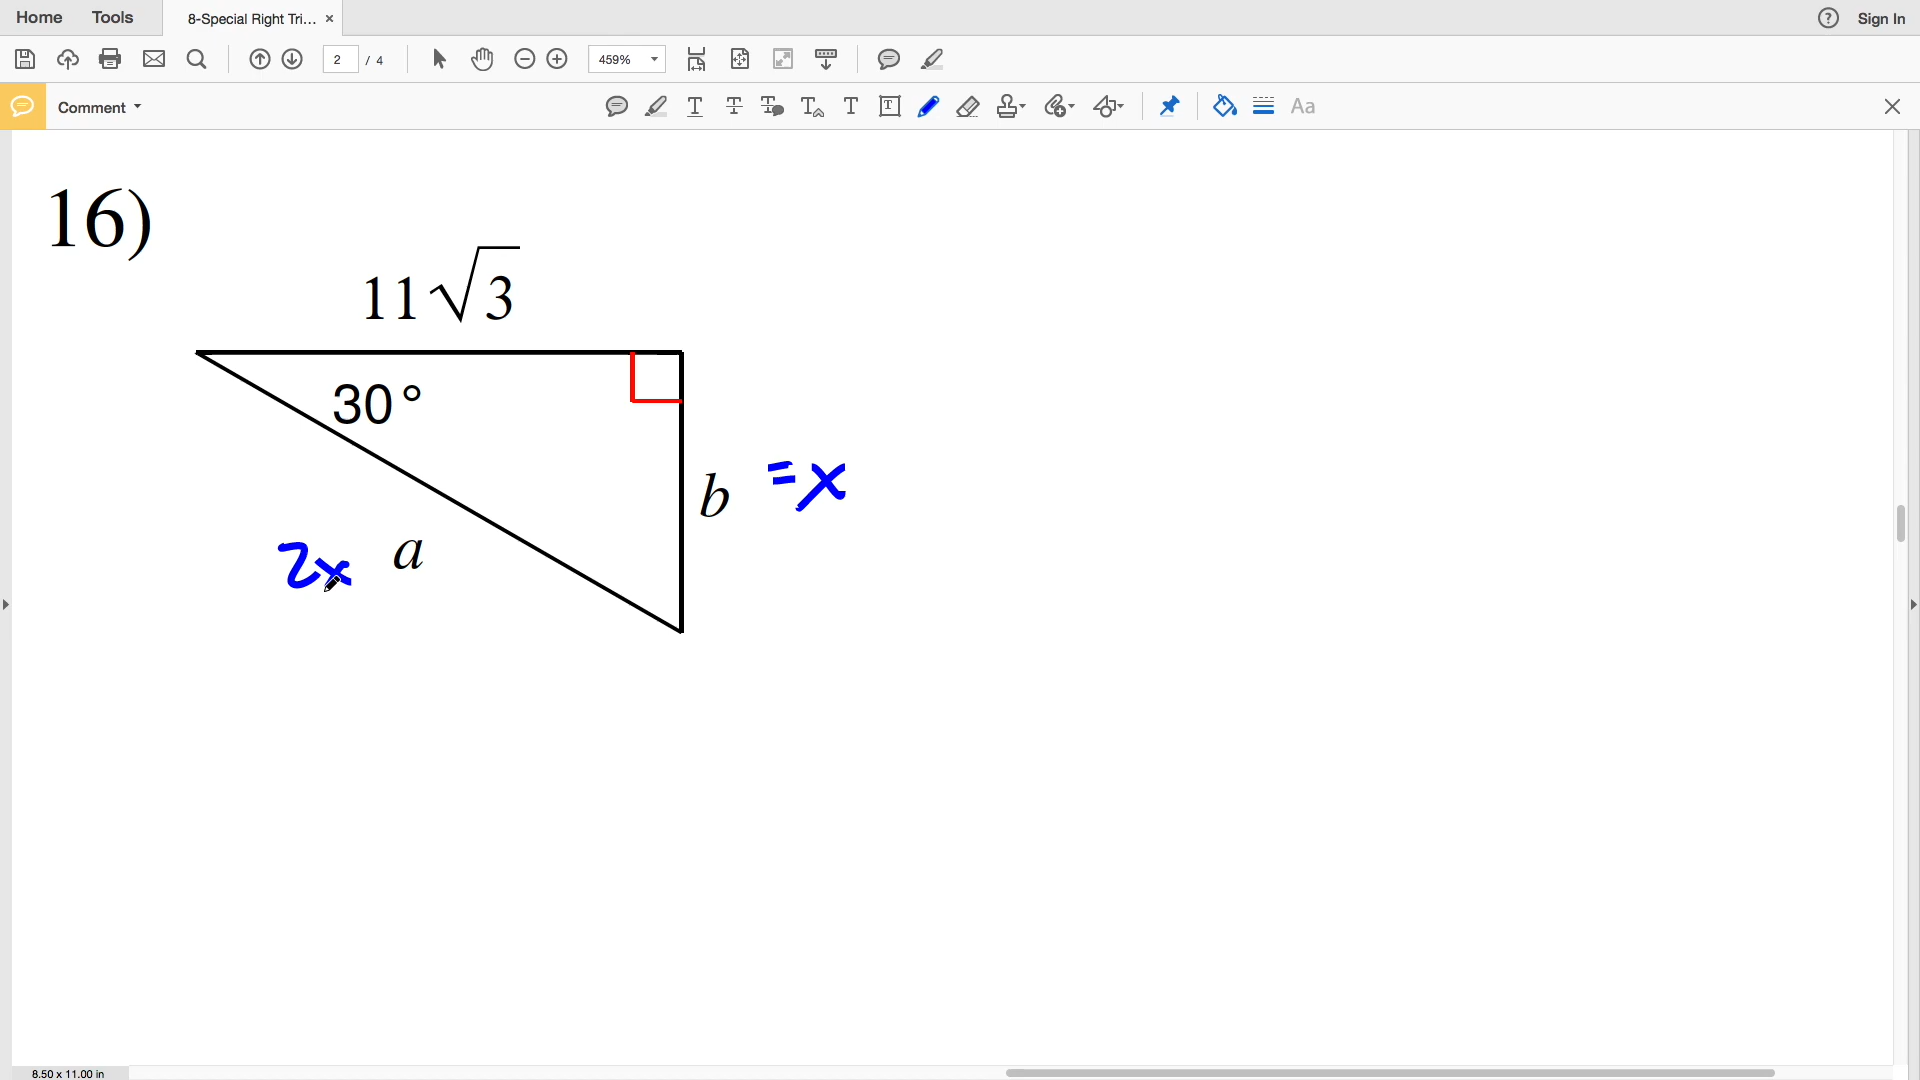 Home Tools 8-Special Right Tri... × ? Sign In
2 / 4 459%
Comment T T T T T T Aa
16)
11√3
30°
b =x
2x a
8.50 x 11.00 in